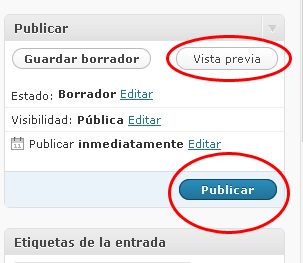 Publicar
Guardar borrador Vista previa
Estado: Borrador Editar
Visibilidad: Pública Editar
Publicar inmediatamente Editar
Publicar
Etiquetas de la entrada